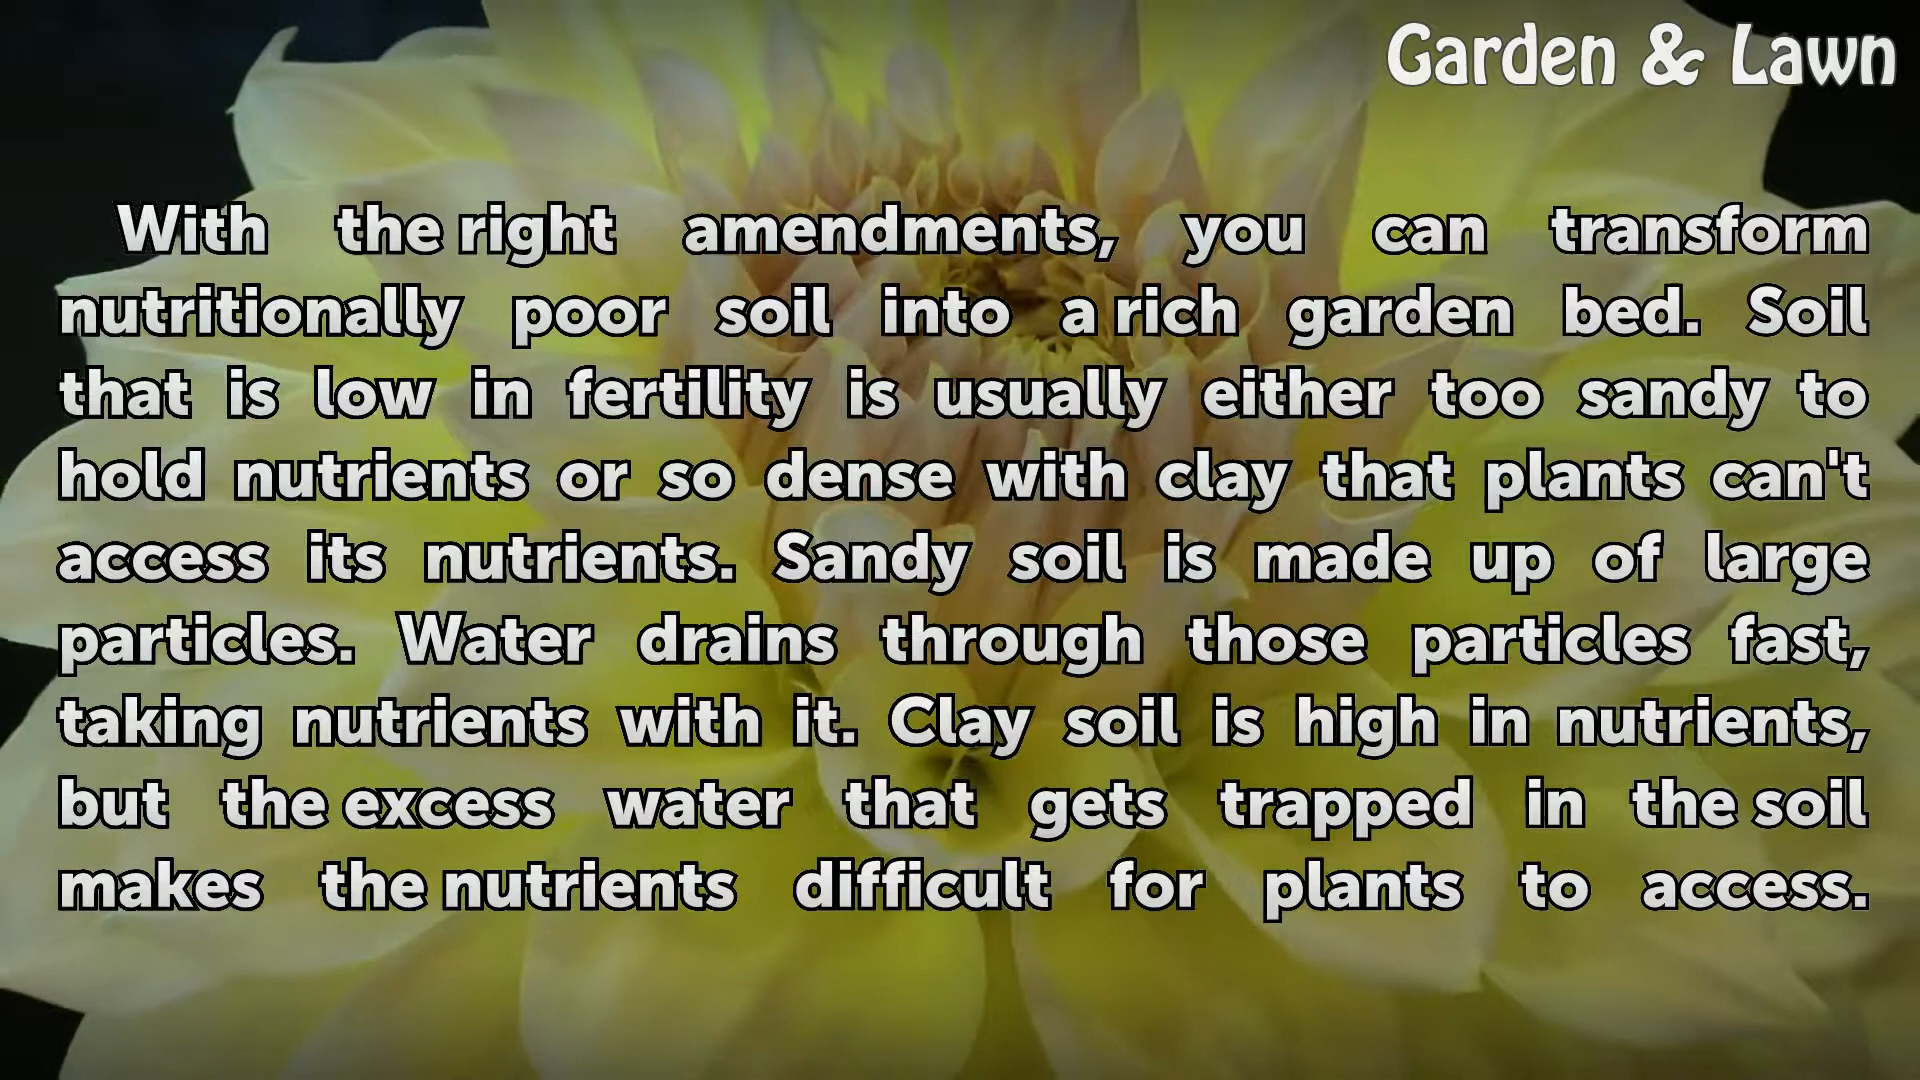 Garden & Lawn
With the right amendments, you can transform
nutritionally poor soil into a rich garden bed. Soil
that is low in fertility is usually either too sandy to
hold nutrients or so dense with clay that plants can't
access its nutrients. Sandy soil is made up of large
particles. Water drains through those particles fast,
taking nutrients with it. Clay soil is high in nutrients,
but the excess water that gets trapped in the soil
makes the nutrients difficult for plants to access.